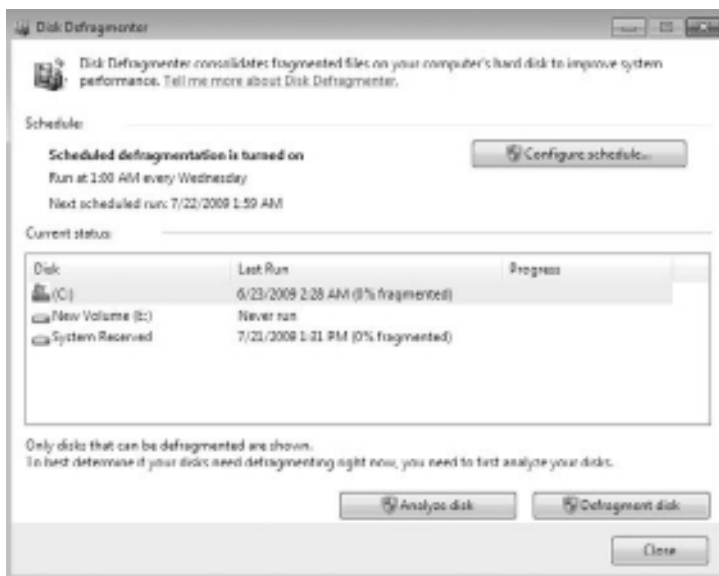 Disk Defragmenter
Disk Defragmenter consolidates fragmented files on your computer's hard disk to improve system
performance. Tell me more about Disk Defragmenter.
Schedule:
Scheduled defragmentation is turned on
Configure schedule...
Run at 1:00 AM every Wednesday
Next scheduled run: 7/22/2009 1:59 AM
Current status:
Disk Last Run Progress
(C:) 6/23/2009 2:28 AM (0% fragmented)
New Volume (E:) Never run
System Reserved 7/21/2009 1:31 PM (0% fragmented)
Only disks that can be defragmented are shown.
To best determine if your disks need defragmenting right now, you need to first analyze your disks.
Analyze disk Defragment disk
Close